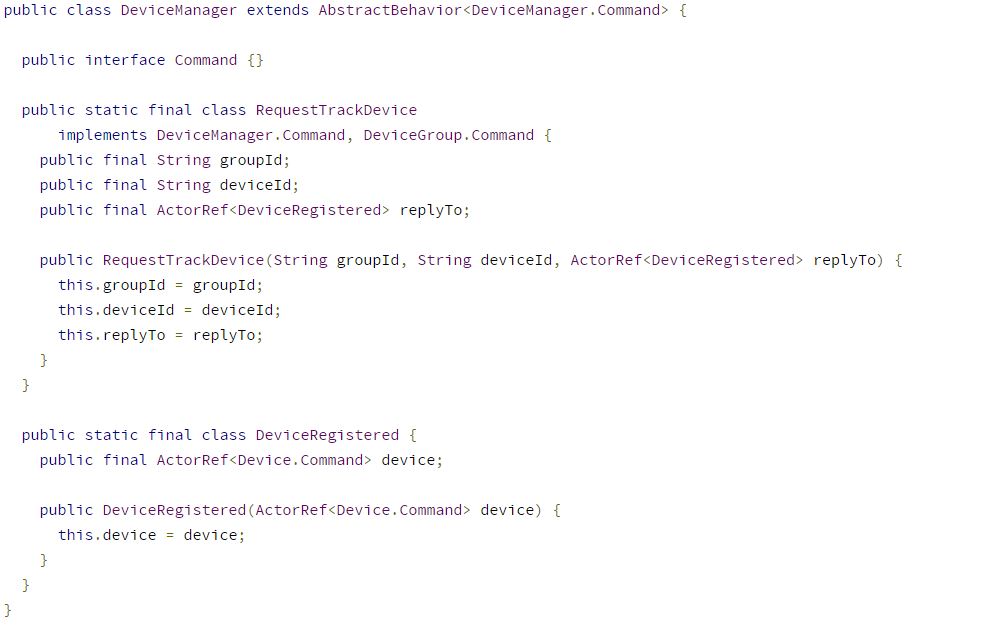 public class DeviceManager extends AbstractBehavior<DeviceManager.Command> {

  public interface Command {}

  public static final class RequestTrackDevice
      implements DeviceManager.Command, DeviceGroup.Command {
    public final String groupId;
    public final String deviceId;
    public final ActorRef<DeviceRegistered> replyTo;

    public RequestTrackDevice(String groupId, String deviceId, ActorRef<DeviceRegistered> replyTo) {
      this.groupId = groupId;
      this.deviceId = deviceId;
      this.replyTo = replyTo;
    }
  }

  public static final class DeviceRegistered {
    public final ActorRef<Device.Command> device;

    public DeviceRegistered(ActorRef<Device.Command> device) {
      this.device = device;
    }
  }
}